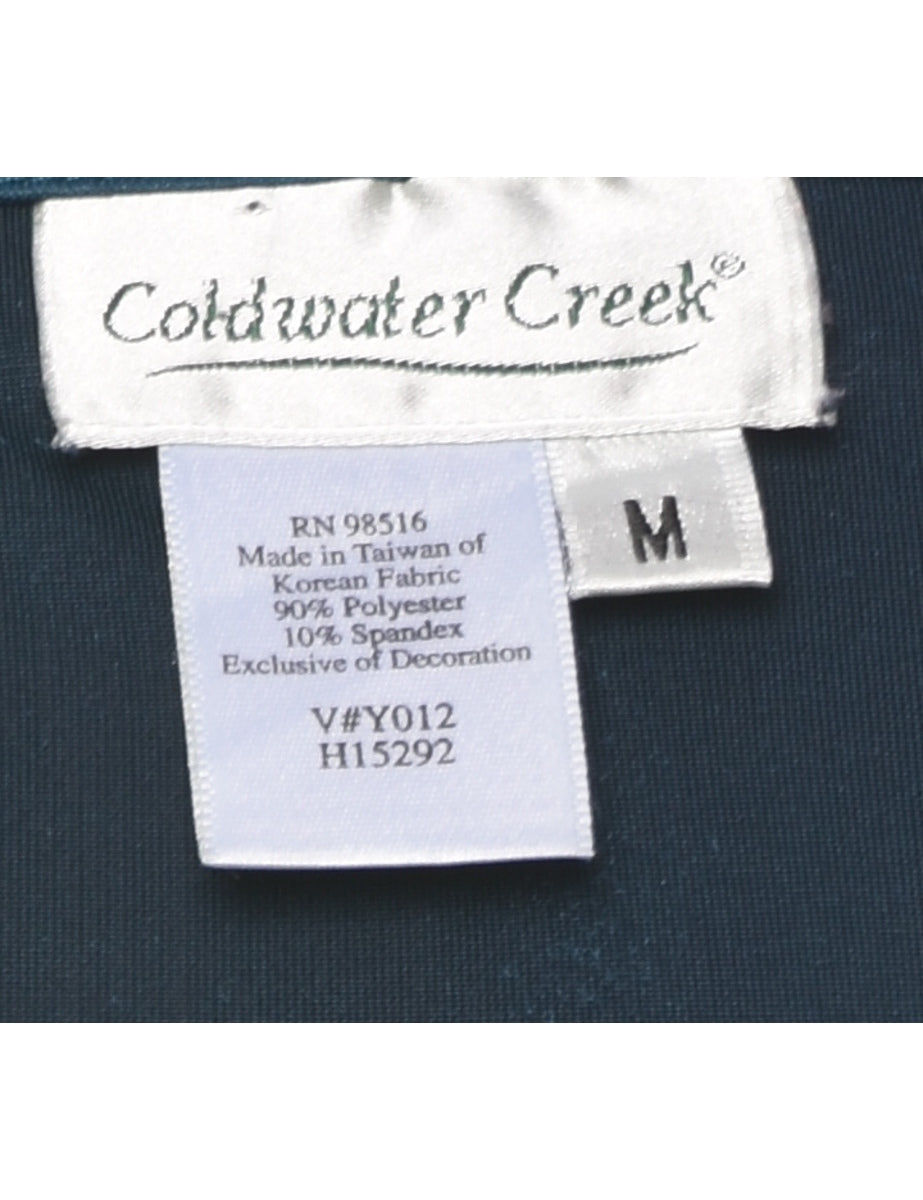 Coldwater Creek®
M
RN 98516
Made in Taiwan of
Korean Fabric
90% Polyester
10% Spandex
Exclusive of Decoration
V#Y012
H15292